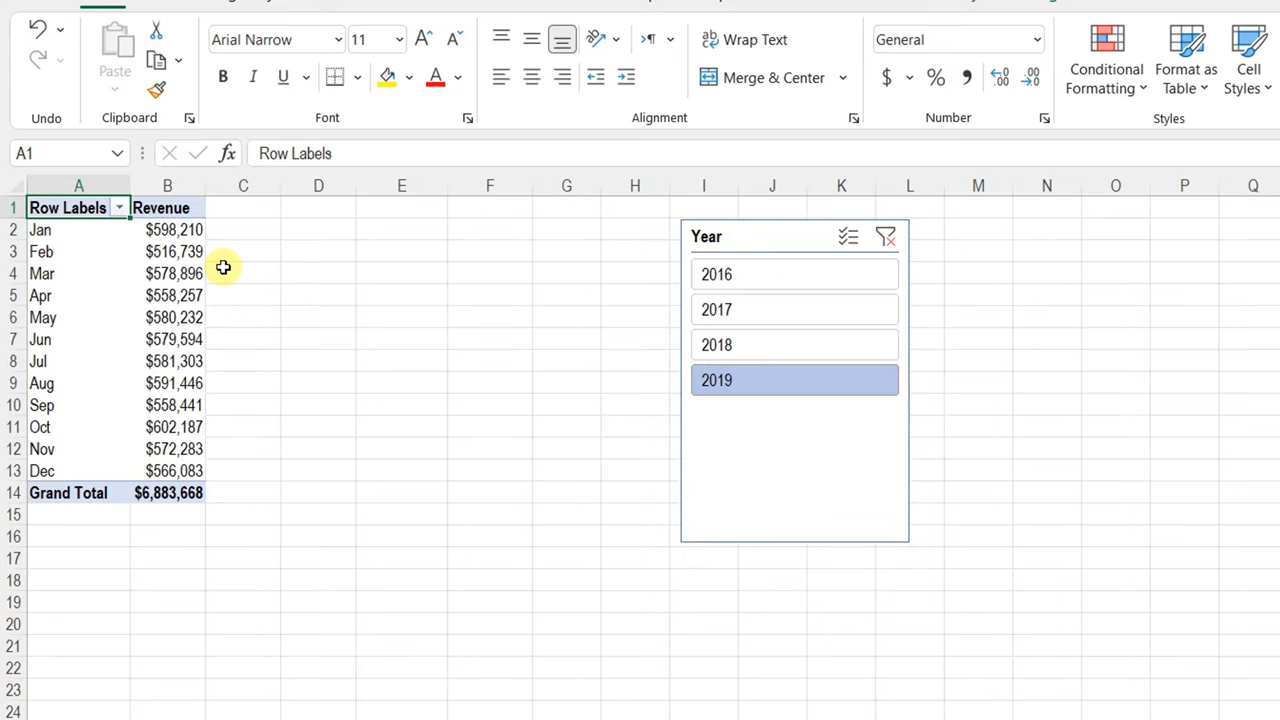 Arial Narrow 11
Wrap Text
General
Paste
B I U A
Merge & Center
$ % 9
Conditional Formatting
Format as Table
Cell Styles
Undo
Clipboard
Font
Alignment
Number
Styles
A1 fx Row Labels
A B C D E F G H I J K L M N O P Q
1 Row Labels Revenue
2 Jan $598,210
3 Feb $516,739
4 Mar $578,896
5 Apr $558,257
6 May $580,232
7 Jun $579,594
8 Jul $581,303
9 Aug $591,446
10 Sep $558,441
11 Oct $602,187
12 Nov $572,283
13 Dec $566,083
14 Grand Total $6,883,668
15
16
17
18
19
20
21
22
23
24
Year
2016
2017
2018
2019